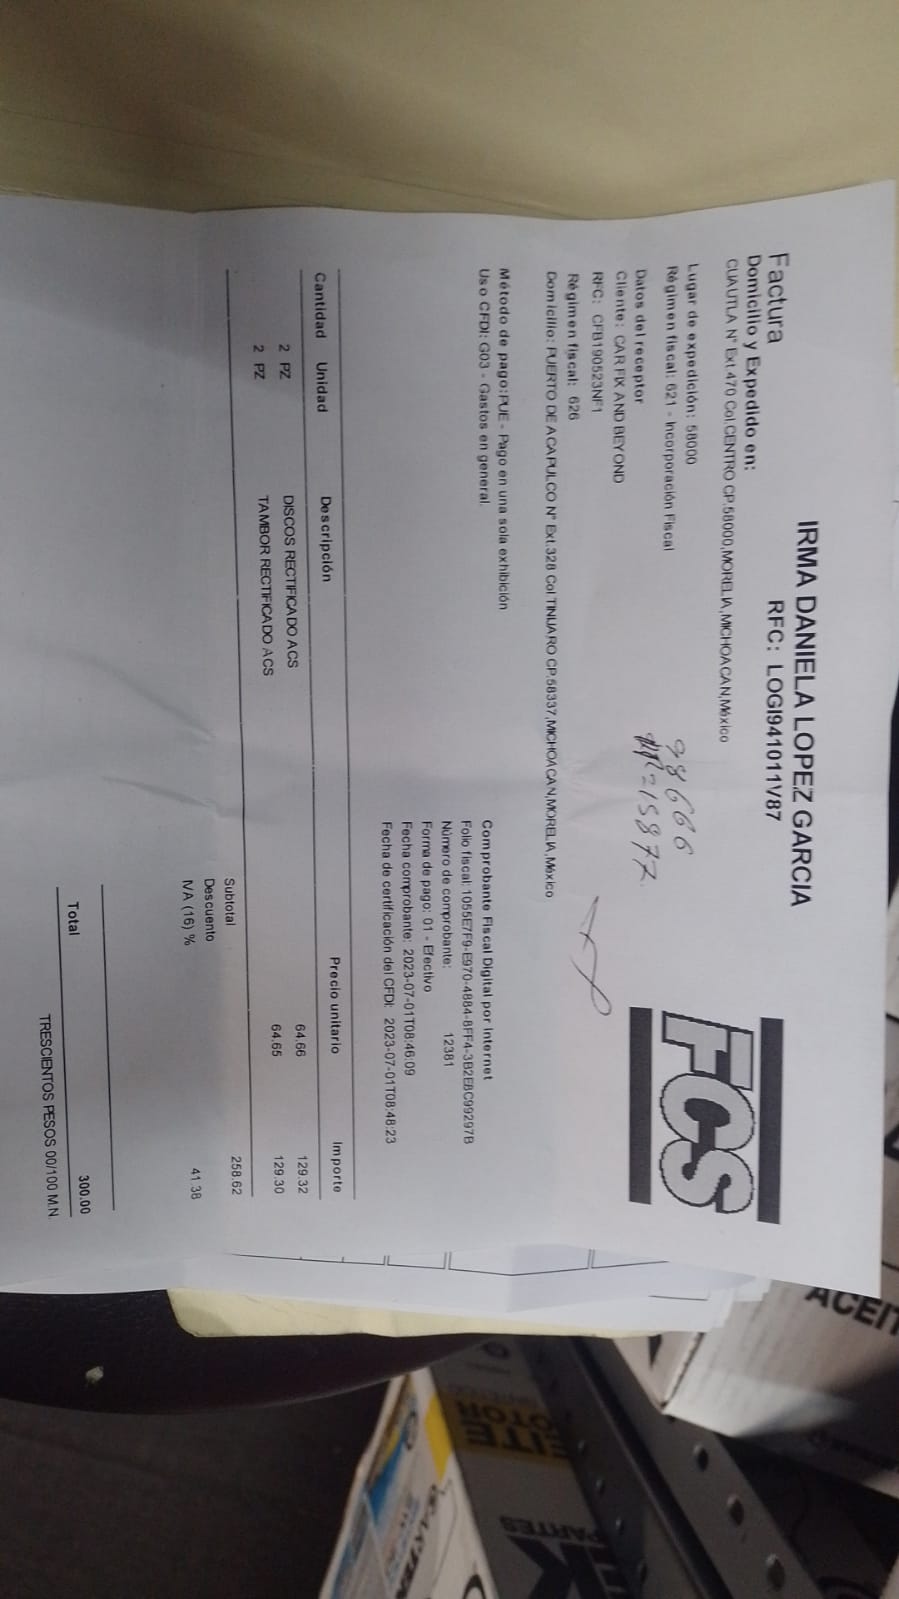 IRMA DANIELA LOPEZ GARCIA
RFC: LOGI941011V87
FCS
Factura
Domicilio y Expedido en:
CUAUTLA N° Ext.470 Col.CENTRO CP.58000,MORELIA,MICHOACAN,México
Lugar de expedición: 58000
Régimen fiscal: 621 - Incorporación Fiscal
98666
=15877
Datos del receptor
Cliente: CAR FIX AND BEYOND
RFC: CFB190523NF1
Régimen fiscal: 626
Domicilio: PUERTO DE ACAPULCO N° Ext.328 Col.TINIJARO CP.58337,MICHOACAN,MORELIA,México
Método de pago:PUE - Pago en una sola exhibición
Uso CFDI: G03 - Gastos en general.
Comprobante Fiscal Digital por Internet
Folio fiscal:1055E7F9-E970-4884-8FF4-3B2EBC99297B
Número de comprobante: 12381
Forma de pago: 01 - Efectivo
Fecha comprobante: 2023-07-01T08:46:09
Fecha de certificación del CFDI: 2023-07-01T08:48:23
Cantidad Unidad Descripción Precio unitario Importe
2 PZ DISCOS RECTIFICADO ACS 64.66 129.32
2 PZ TAMBOR RECTIFICADO ACS 64.65 129.30
Subtotal 258.62
Descuento
IVA (16) % 41.38
Total 300.00
TRESCIENTOS PESOS 00/100 M.N.
ACEIT